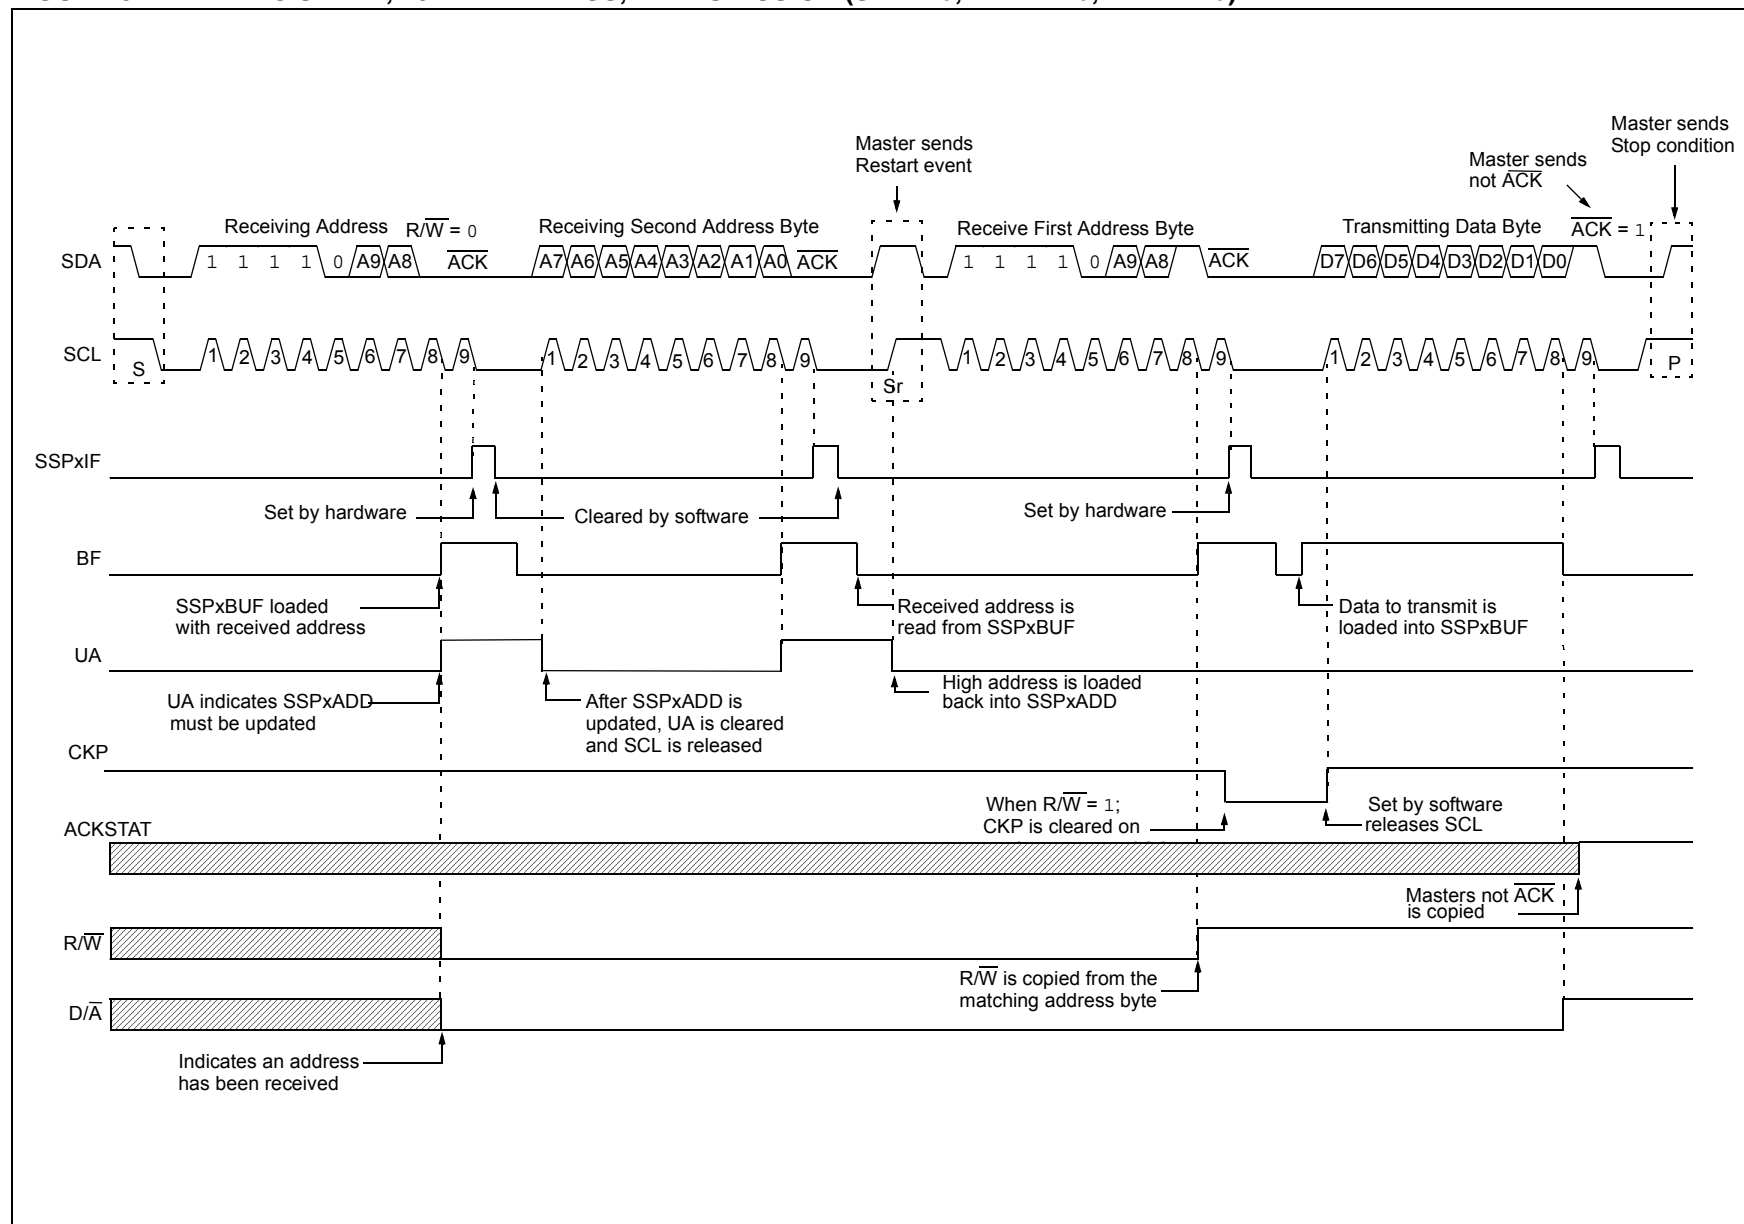 Master sends
Restart event
Master sends
not A̅C̅K̅
Master sends
Stop condition
Receiving Address R/W̅ = 0
Receiving Second Address Byte
Receive First Address Byte
Transmitting Data Byte A̅C̅K̅ = 1
SDA 1 1 1 1 0 A9 A8 A̅C̅K̅ A7 A6 A5 A4 A3 A2 A1 A0 A̅C̅K̅ 1 1 1 1 0 A9 A8 A̅C̅K̅ D7 D6 D5 D4 D3 D2 D1 D0
SCL S 1 2 3 4 5 6 7 8 9 1 2 3 4 5 6 7 8 9 Sr 1 2 3 4 5 6 7 8 9 1 2 3 4 5 6 7 8 9 P
SSPxIF
Set by hardware
Cleared by software
Set by hardware
BF
SSPxBUF loaded
with received address
Received address is
read from SSPxBUF
Data to transmit is
loaded into SSPxBUF
UA
UA indicates SSPxADD
must be updated
After SSPxADD is
updated, UA is cleared
and SCL is released
High address is loaded
back into SSPxADD
CKP
When R/W̅ = 1;
CKP is cleared on
Set by software
releases SCL
ACKSTAT
Masters not A̅C̅K̅
is copied
R/W̅
R/W̅ is copied from the
matching address byte
D/A̅
Indicates an address
has been received